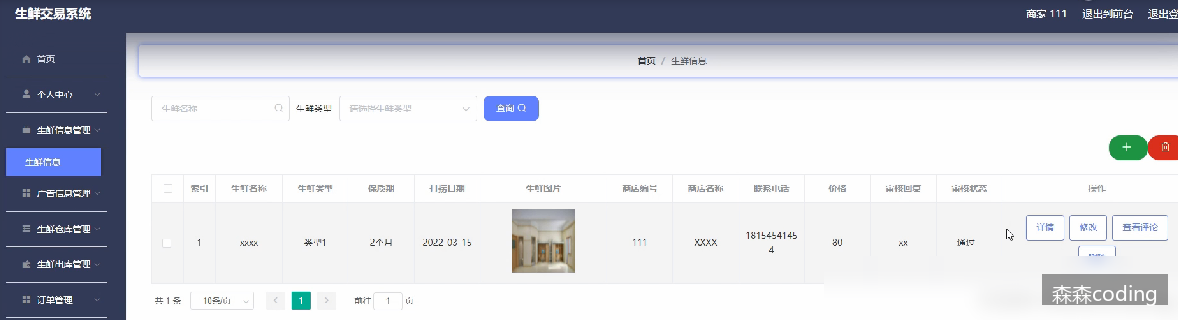 生鲜交易系统
商家 111 退出到前台 退出登
首页
个人中心
生鲜信息管理
生鲜信息
广告信息管理
生鲜仓库管理
生鲜出库管理
订单管理
首页 / 生鲜信息
生鲜名称 生鲜类型 请选择生鲜类型 查询
索引 生鲜名称 生鲜类型 保质期 打捞日期 生鲜图片 商店编号 商店名称 联系电话 价格 审核回复 审核状态 操作
1 xxxx 类型1 2个月 2022-03-15 111 XXXX 1815454145
4 80 xx 通过 详情 修改 查看评论
共 1 条 10条/页 1 前往 1 页
森森coding